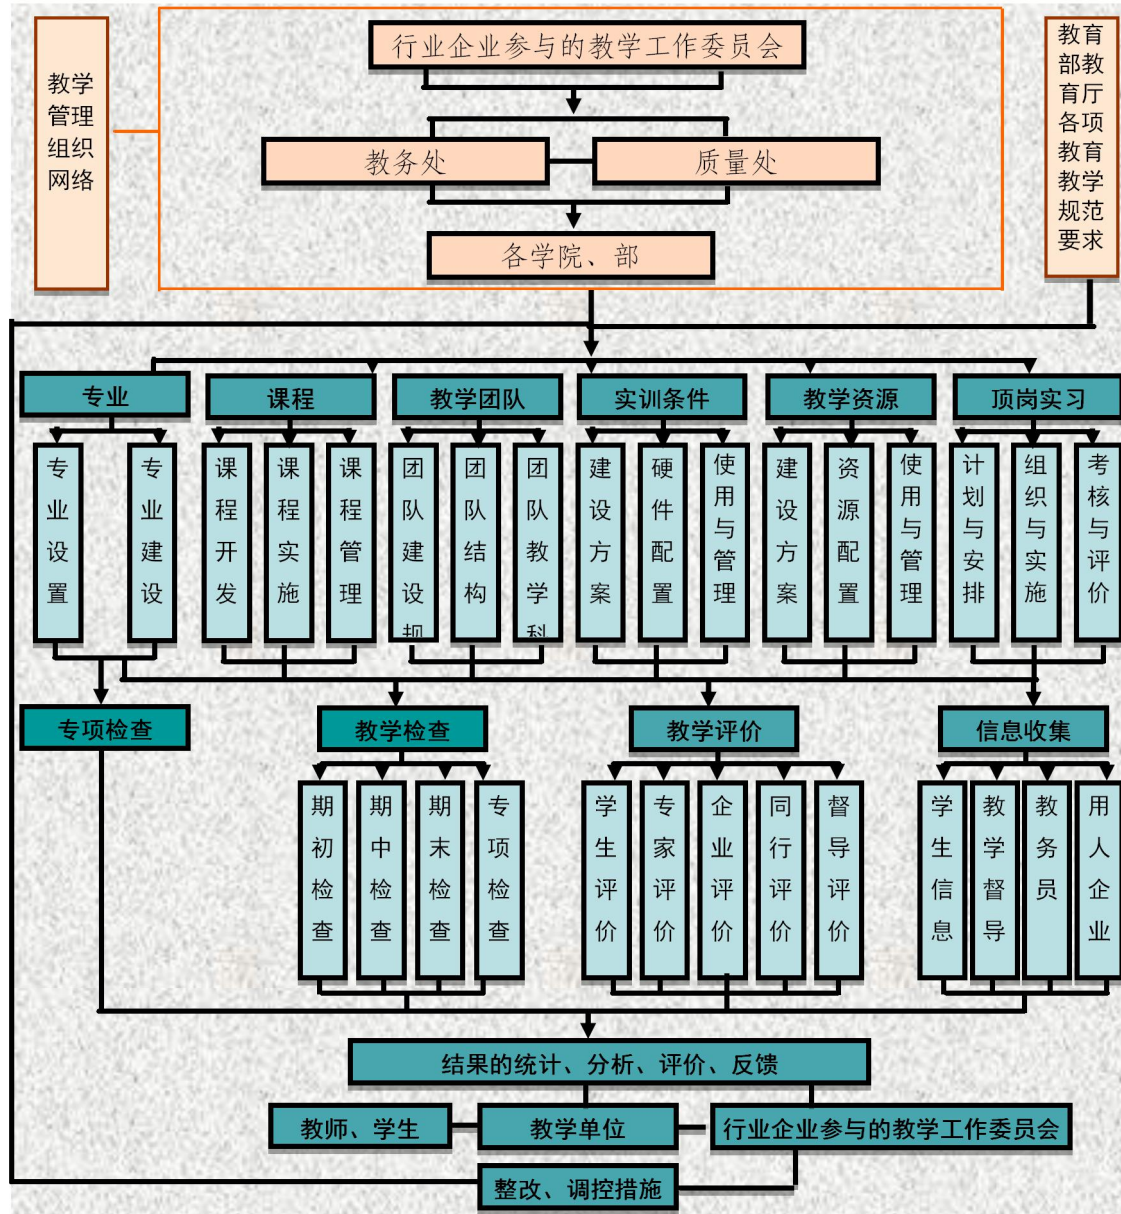 行业企业参与的教学工作委员会
教学
管理
组织
网络
教育
部教
育厅
各项
教育
教学
规范
要求
教务处
质量处
各学院、部
专业
课程
教学团队
实训条件
教学资源
顶岗实习
专业设置
专业建设
课程开发
课程实施
课程管理
团队建设规
团队结构
团队教学科
建设方案
硬件配置
使用与管理
建设方案
资源配置
使用与管理
计划与安排
组织与实施
考核与评价
专项检查
教学检查
教学评价
信息收集
期初检查
期中检查
期末检查
专项检查
学生评价
专家评价
企业评价
同行评价
督导评价
学生信息
教学督导
教务员
用人企业
结果的统计、分析、评价、反馈
教师、学生
教学单位
行业企业参与的教学工作委员会
整改、调控措施